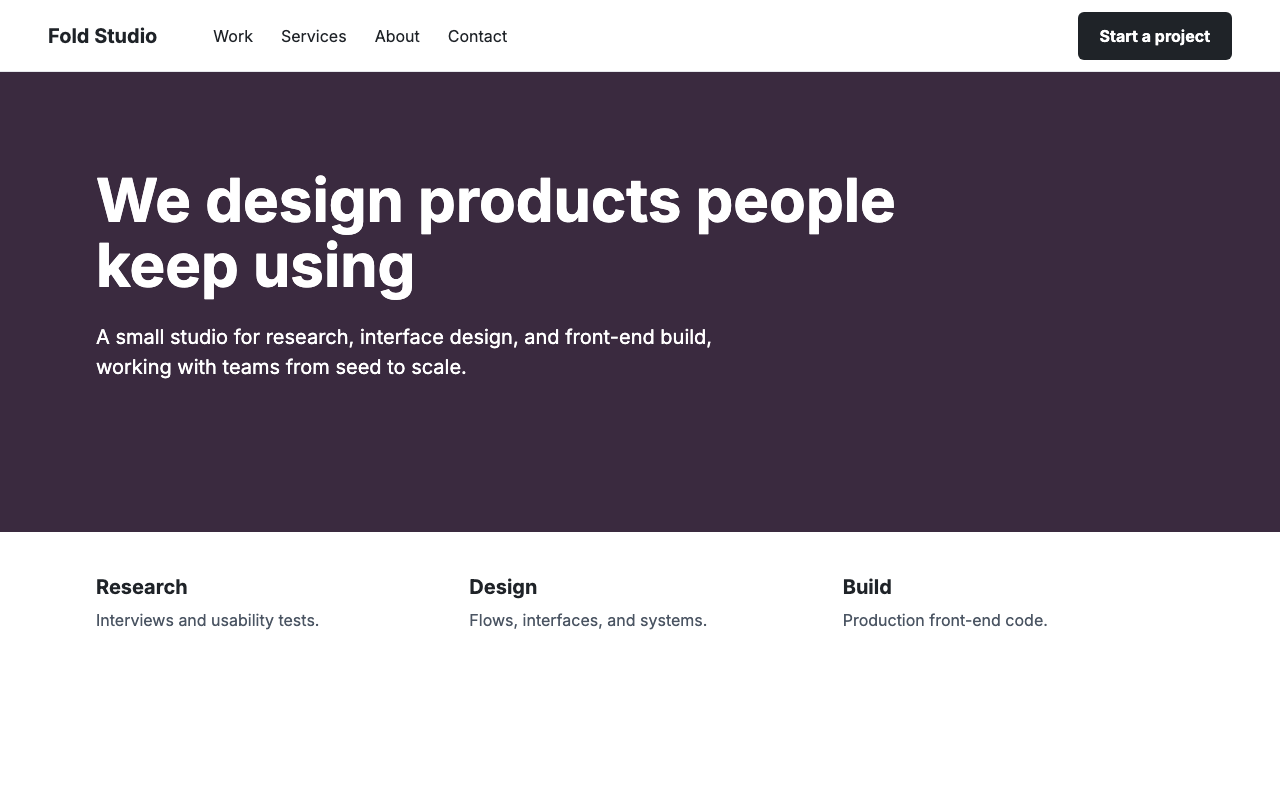 Fold Studio
Work
Services
About
Contact
Start a project
We design products people
keep using
A small studio for research, interface design, and front-end build,
working with teams from seed to scale.
Research
Interviews and usability tests.
Design
Flows, interfaces, and systems.
Build
Production front-end code.